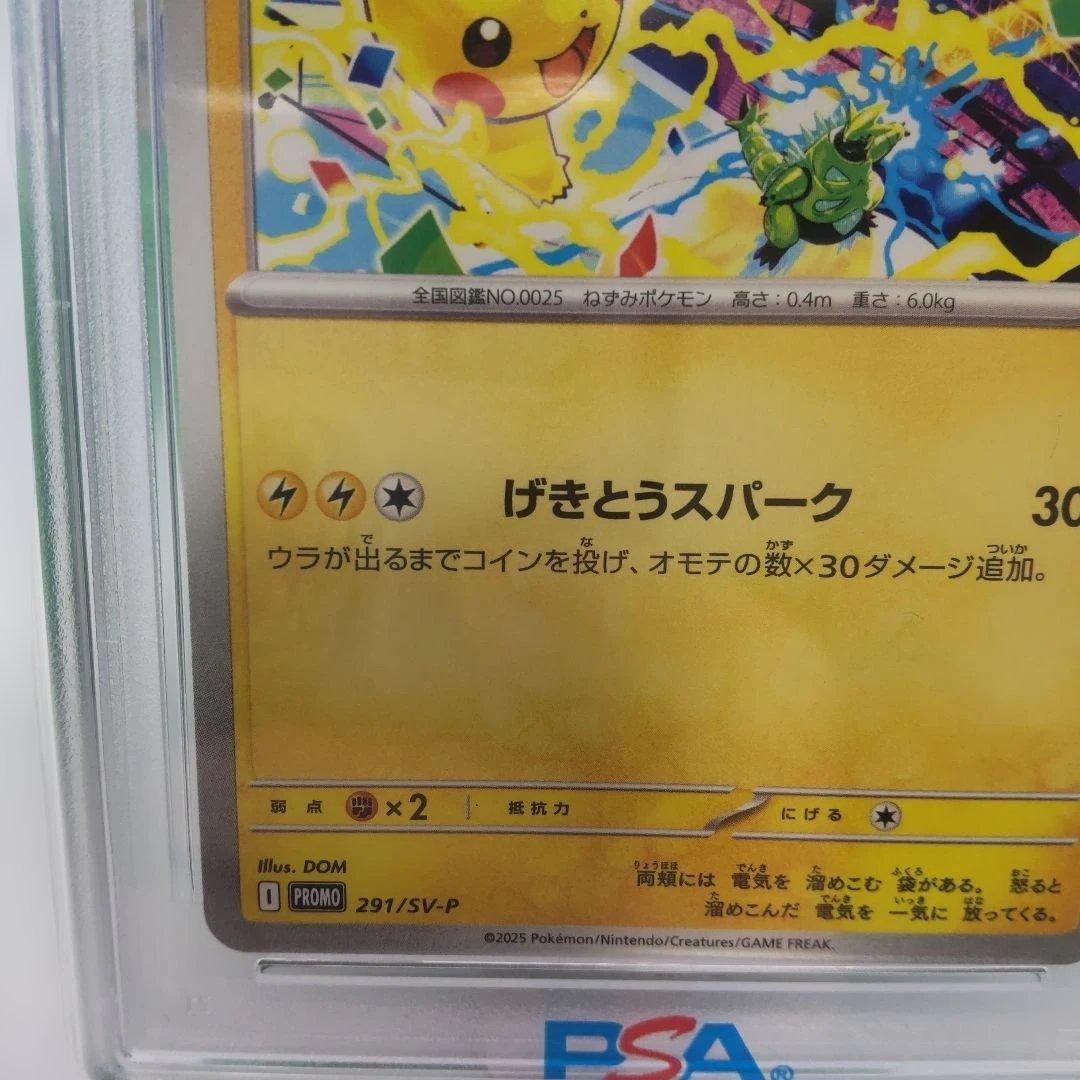 全国図鑑NO.0025 ねずみポケモン 高さ:0.4m 重さ:6.0kg
げきとうスパーク 30
ウラが出るまでコインを投げ、オモテの数×30ダメージ追加。
弱点 ×2 抵抗力 にげる
Illus. DOM
両頬には 電気を 溜めこむ 袋がある。 怒ると
溜めこんだ 電気を 一気に 放ってくる。
I PROMO 291/SV-P
©2025 Pokémon/Nintendo/Creatures/GAME FREAK.
PSA®